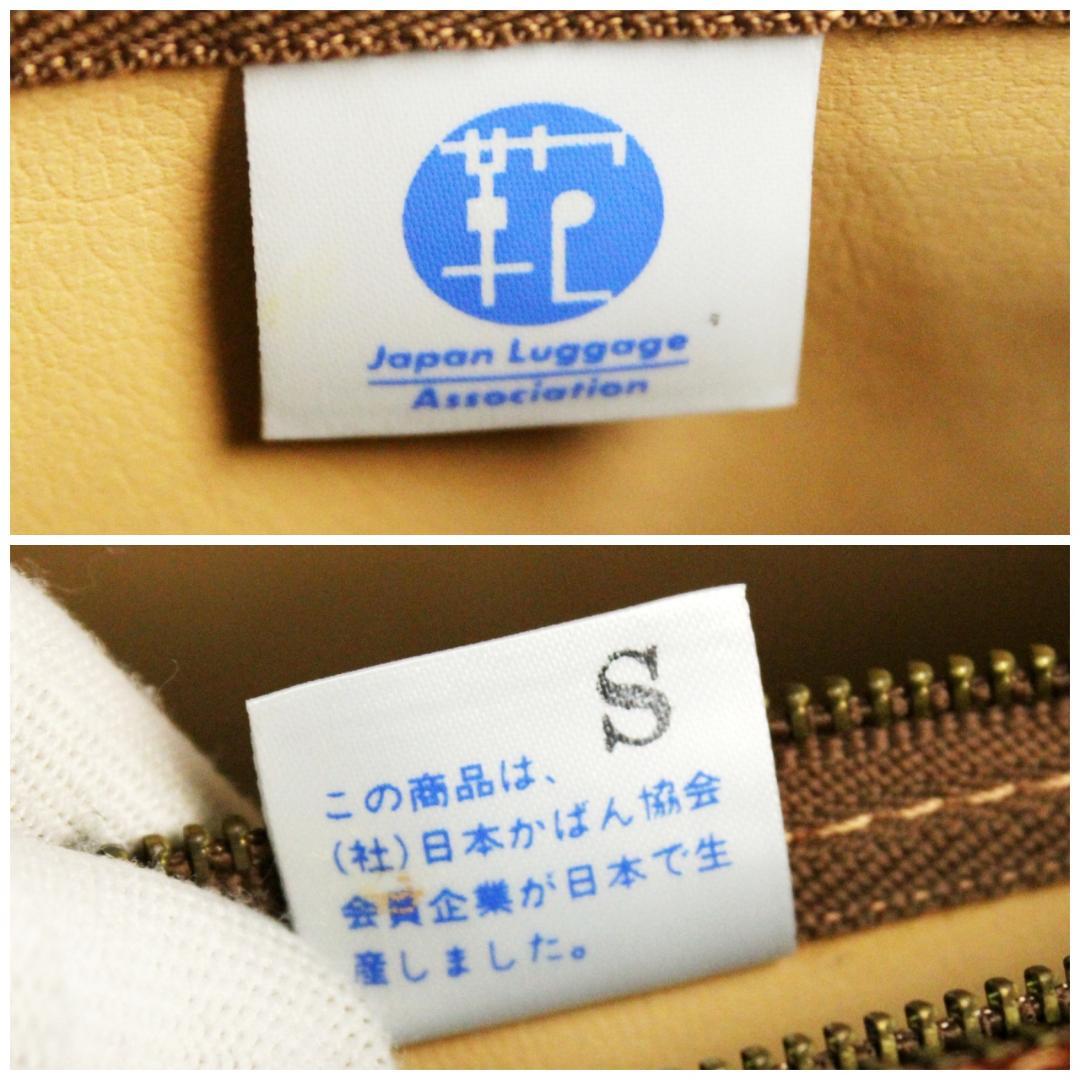 鞄
Japan Luggage
Association
S
この商品は、
(社)日本かばん協会
会員企業が日本で生
産しました。